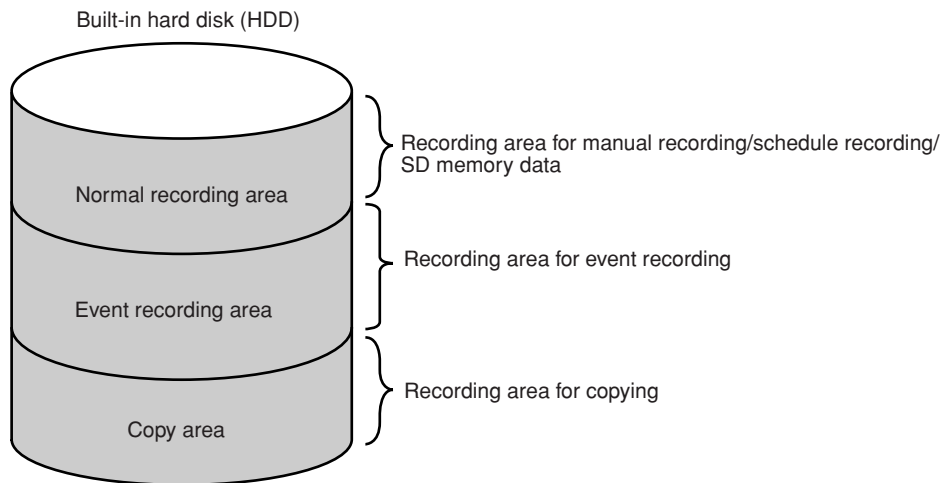 Built-in hard disk (HDD)
Recording area for manual recording/schedule recording/
SD memory data
Normal recording area
Recording area for event recording
Event recording area
Recording area for copying
Copy area